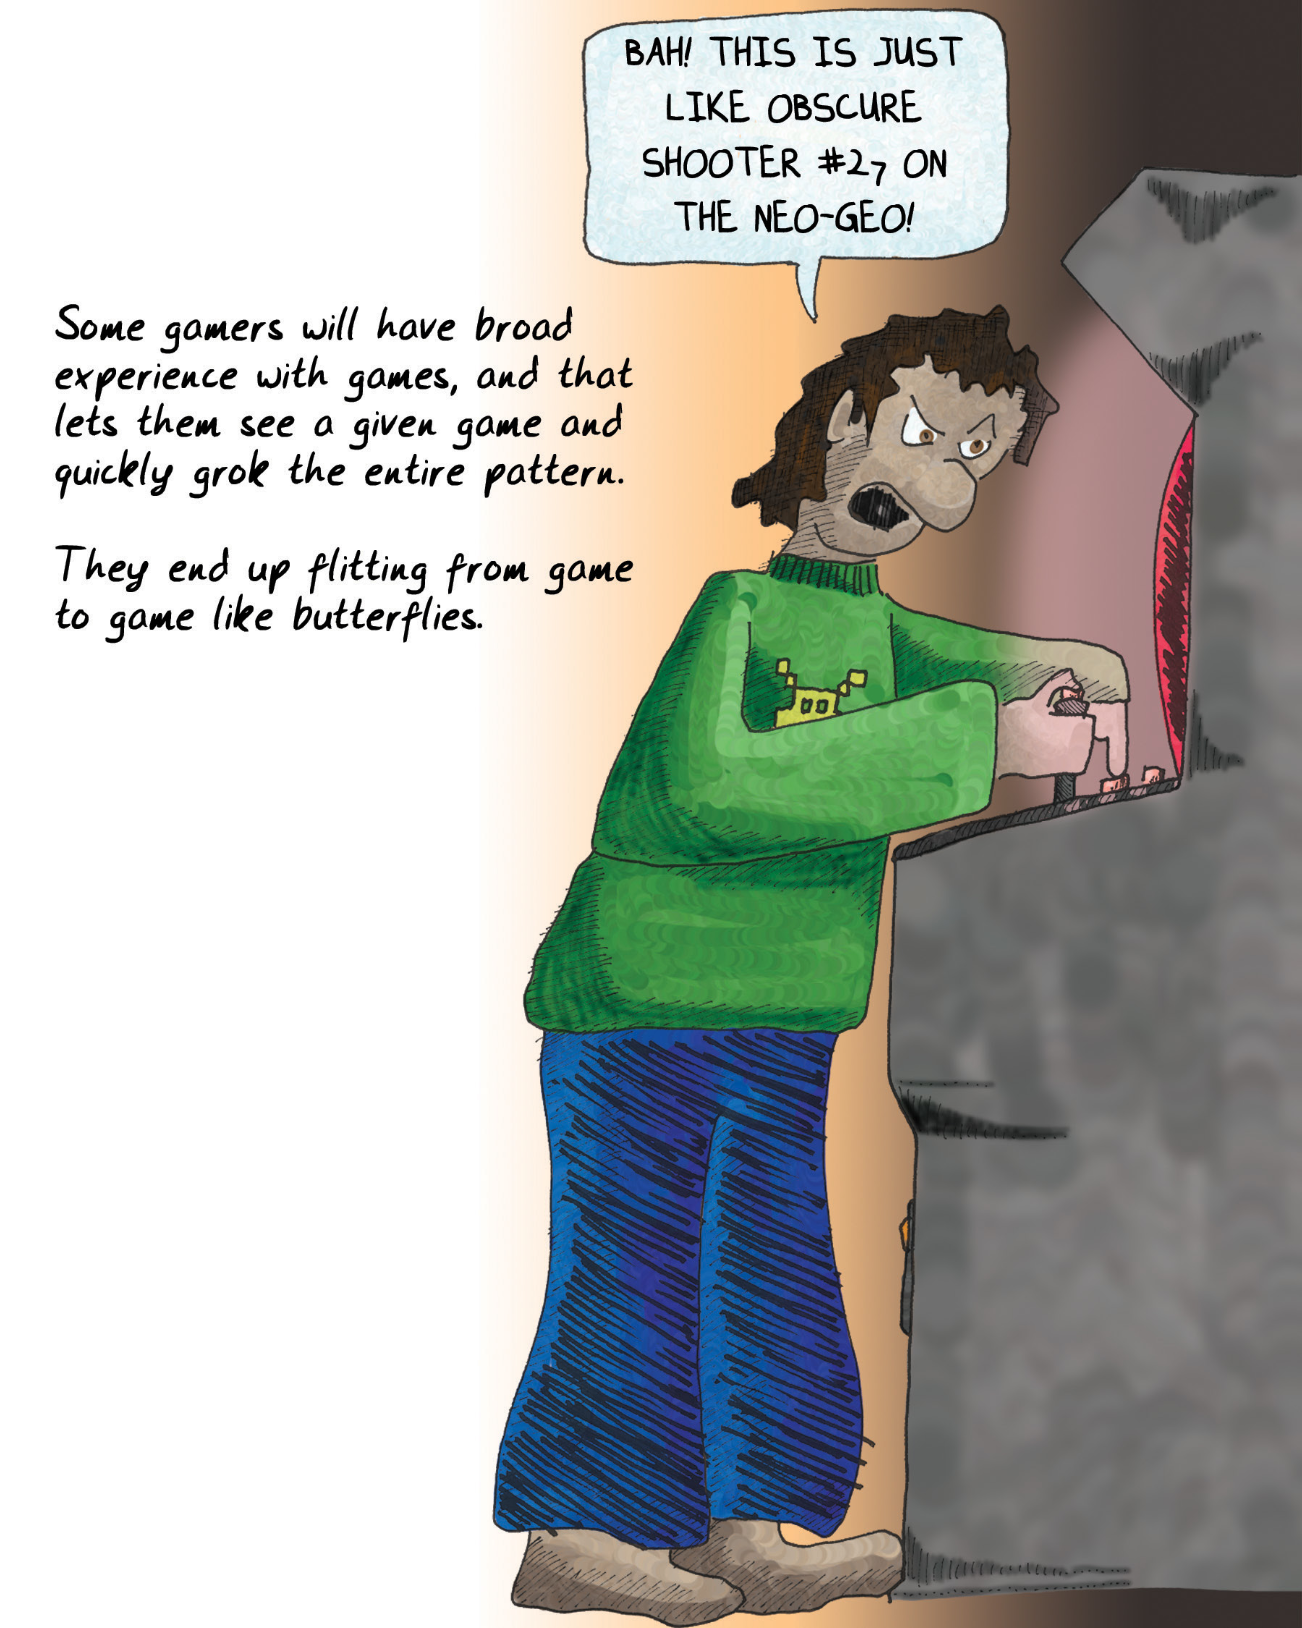 BAH! THIS IS JUST
LIKE OBSCURE
SHOOTER #27 ON
THE NEO-GEO!
Some gamers will have broad
experience with games, and that
lets them see a given game and
quickly grok the entire pattern.
They end up flitting from game
to game like butterflies.